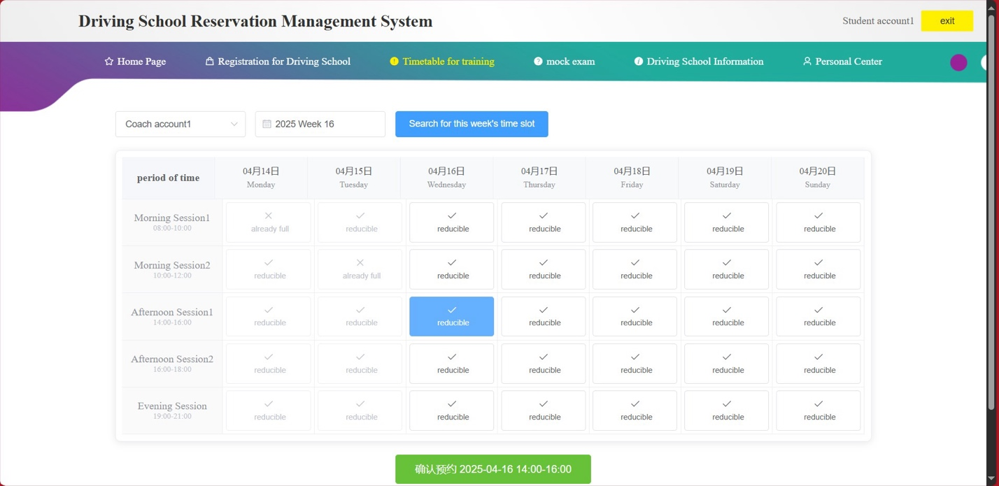 Driving School Reservation Management System
Student account1 exit
Home Page Registration for Driving School Timetable for training mock exam Driving School Information Personal Center
Coach account1 2025 Week 16 Search for this week's time slot
period of time 04月14日 04月15日 04月16日 04月17日 04月18日 04月19日 04月20日
Monday Tuesday Wednesday Thursday Friday Saturday Sunday
Morning Session1
08:00-10:00
already full reducible reducible reducible reducible reducible reducible
Morning Session2
10:00-12:00
reducible already full reducible reducible reducible reducible reducible
Afternoon Session1
14:00-16:00
reducible reducible reducible reducible reducible reducible reducible
Afternoon Session2
16:00-18:00
reducible reducible reducible reducible reducible reducible reducible
Evening Session
19:00-21:00
reducible reducible reducible reducible reducible reducible reducible
确认预约 2025-04-16 14:00-16:00